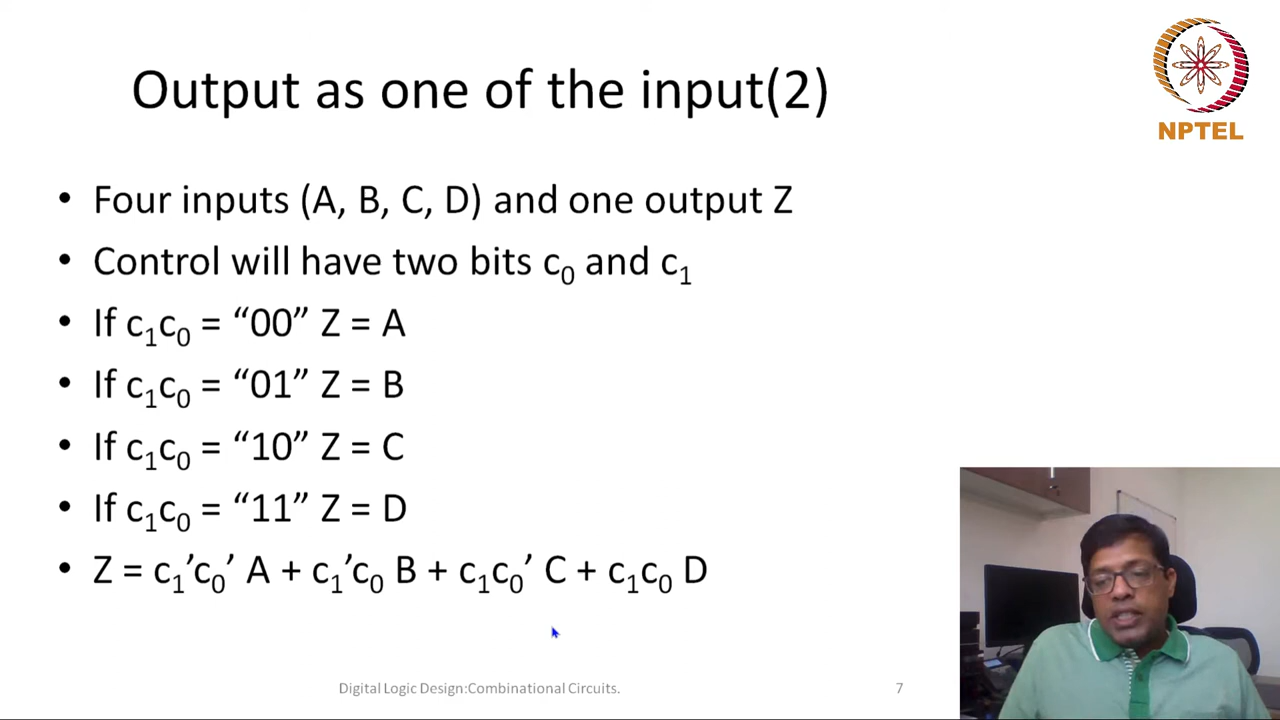 Output as one of the input(2)
NPTEL
• Four inputs (A, B, C, D) and one output Z
• Control will have two bits c₀ and c₁
• If c₁c₀ = “00” Z = A
• If c₁c₀ = “01” Z = B
• If c₁c₀ = “10” Z = C
• If c₁c₀ = “11” Z = D
• Z = c₁’c₀’ A + c₁’c₀ B + c₁c₀’ C + c₁c₀ D
Digital Logic Design:Combinational Circuits.
7